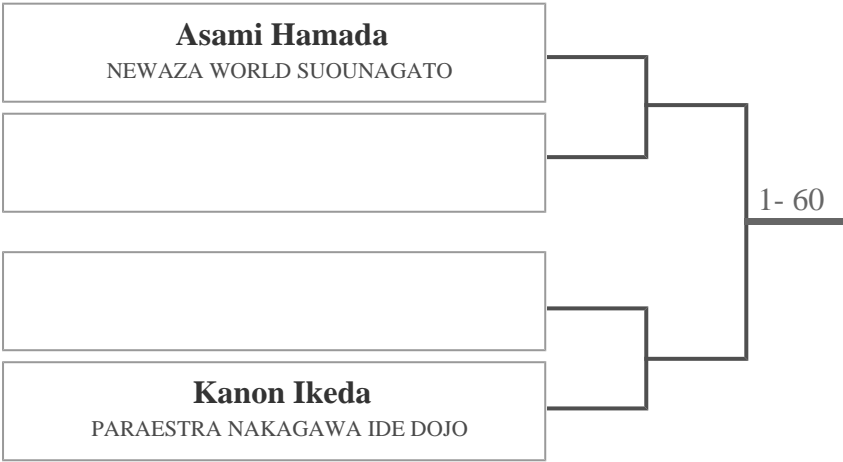 Asami Hamada
NEWAZA WORLD SUOUNAGATO
1- 60
Kanon Ikeda
PARAESTRA NAKAGAWA IDE DOJO